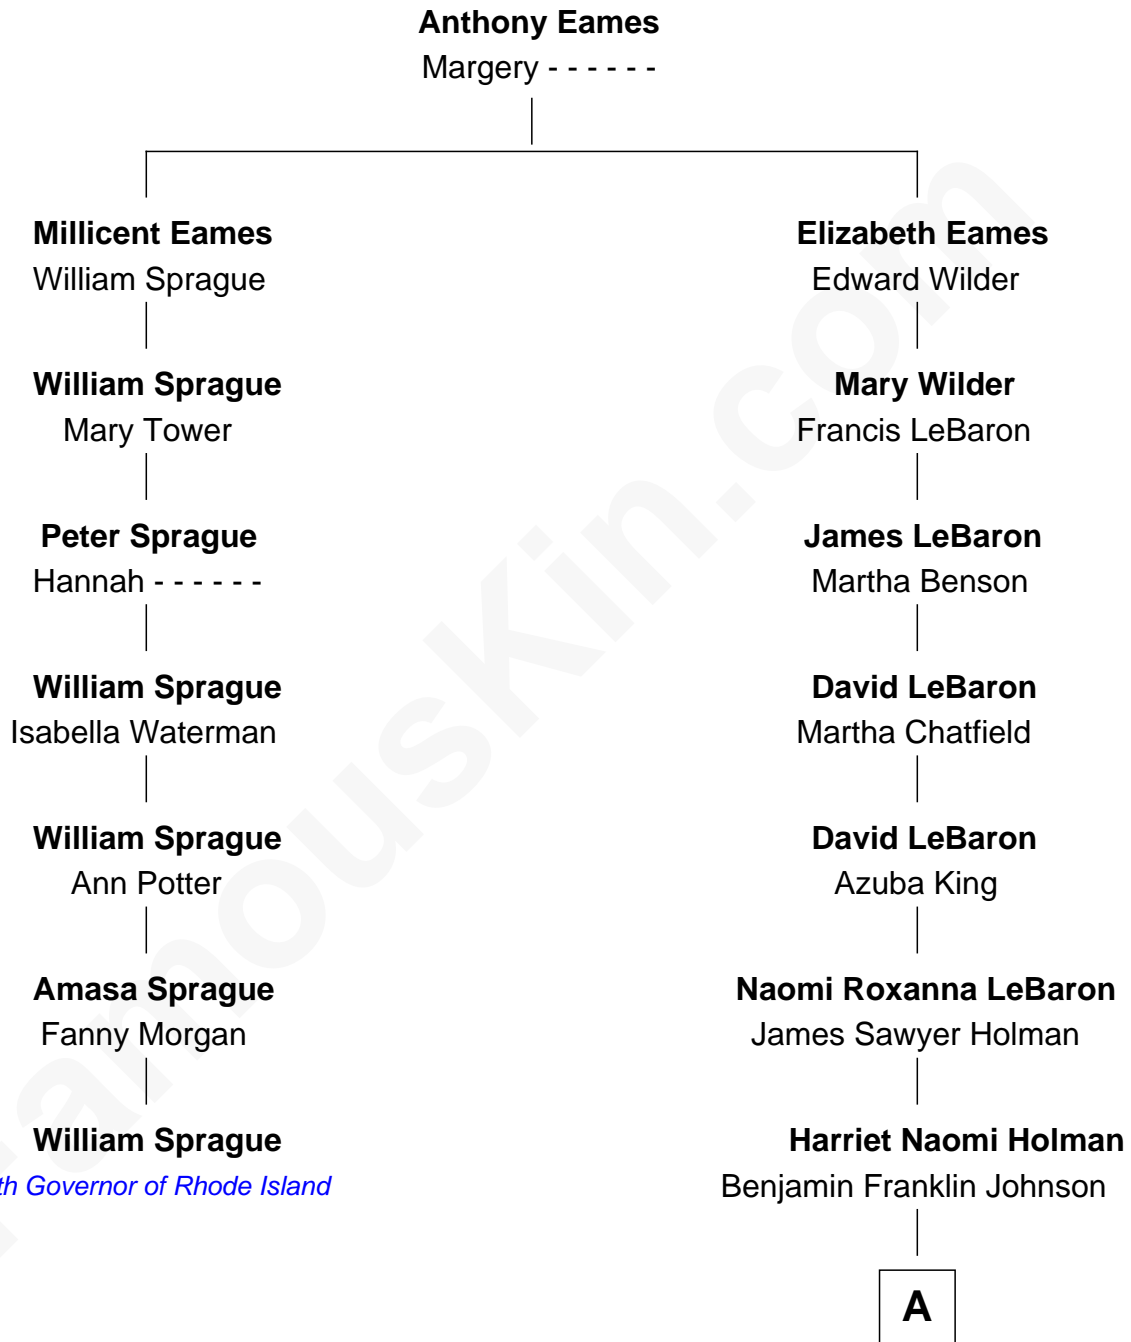 Anthony Eames
Margery - - - - - -
Millicent Eames
William Sprague
Elizabeth Eames
Edward Wilder
William Sprague
Mary Tower
Mary Wilder
Francis LeBaron
Peter Sprague
Hannah - - - - - -
James LeBaron
Martha Benson
William Sprague
Isabella Waterman
David LeBaron
Martha Chatfield
William Sprague
Ann Potter
David LeBaron
Azuba King
Amasa Sprague
Fanny Morgan
Naomi Roxanna LeBaron
James Sawyer Holman
William Sprague
th Governor of Rhode Island
Harriet Naomi Holman
Benjamin Franklin Johnson
A
FamousKin.com